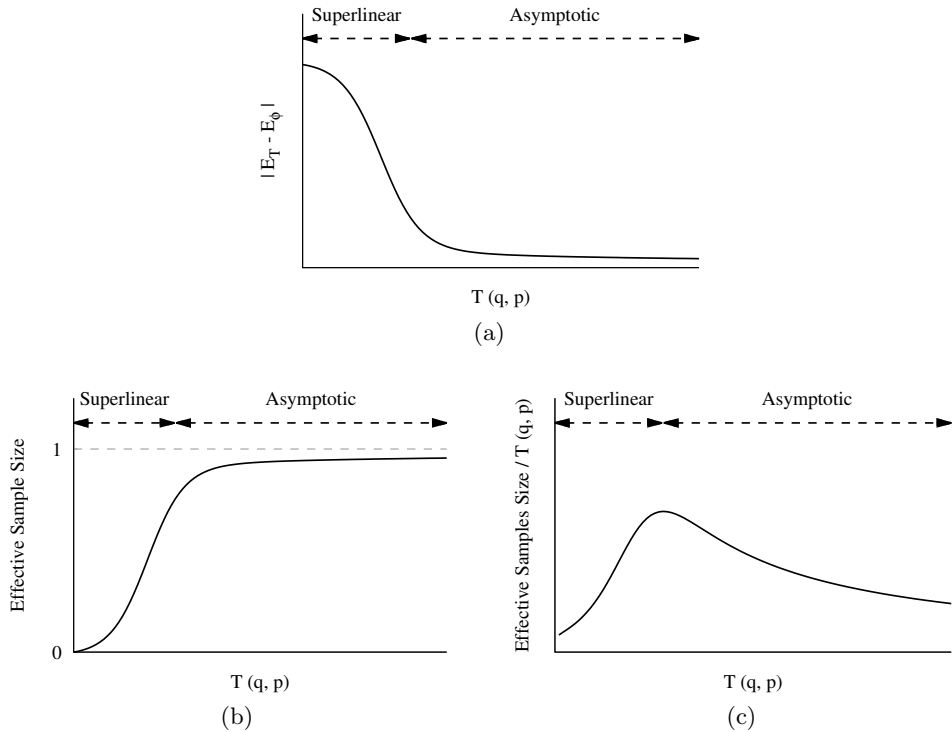 Superlinear Asymptotic
| E_T - E_ϕ |
T (q, p)
(a)
Superlinear Asymptotic
1
Effective Sample Size
0
T (q, p)
(b)
Superlinear Asymptotic
Effective Samples Size / T (q, p)
T (q, p)
(c)